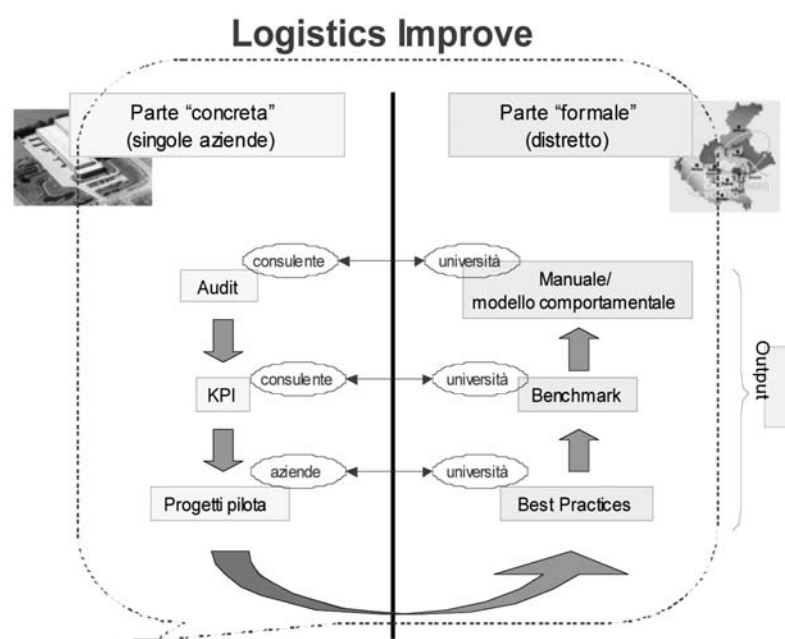 Logistics Improve
Parte “concreta”
(singole aziende)
Parte “formale”
(distretto)
consulente
università
Audit
Manuale/
modello comportamentale
consulente
università
KPI
Benchmark
aziende
università
Progetti pilota
Best Practices
Output